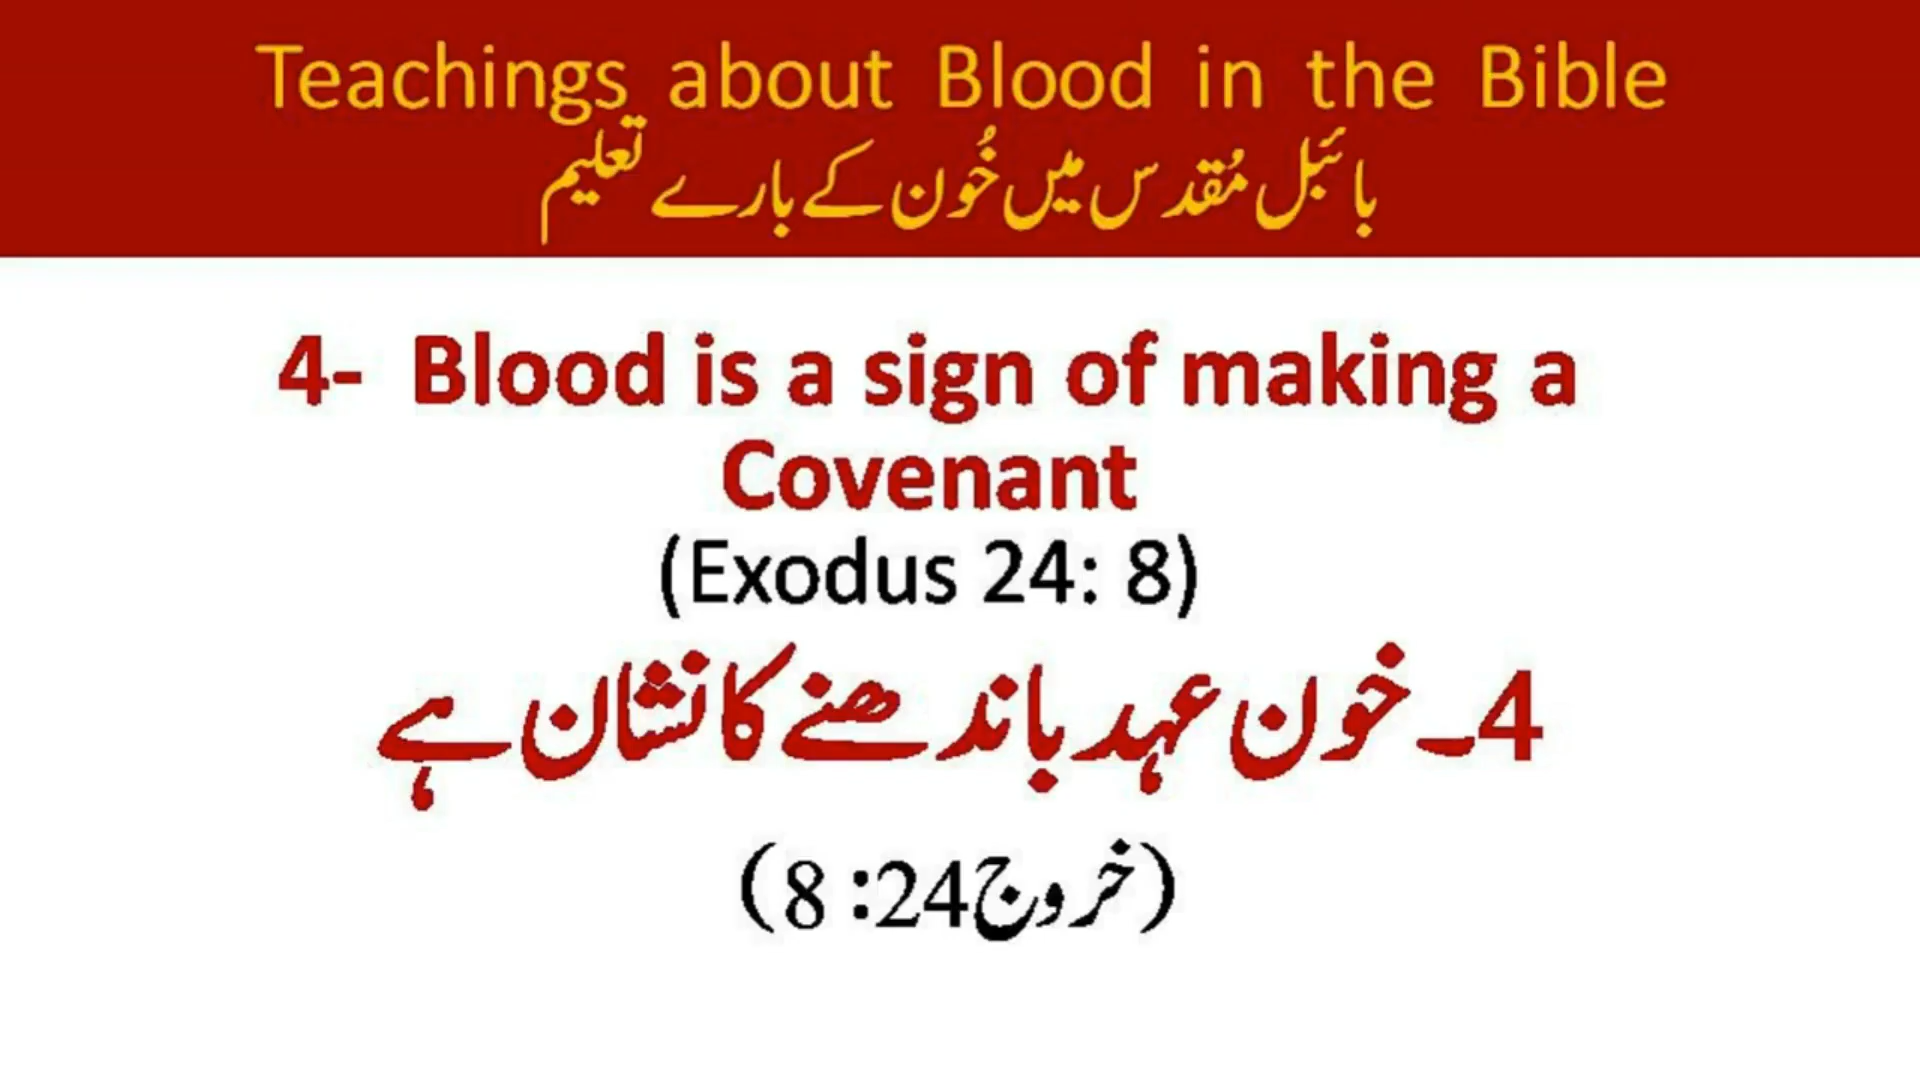 Teachings about Blood in the Bible
بائبل مُقدس میں خُون کے بارے تعلیم
4- Blood is a sign of making a
Covenant
(Exodus 24: 8)
4۔ خون عہد باندھنے کا نشان ہے
(خروج 24: 8)